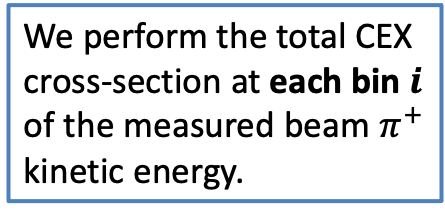 We perform the total CEX
cross-section at each bin i
of the measured beam π⁺
kinetic energy.